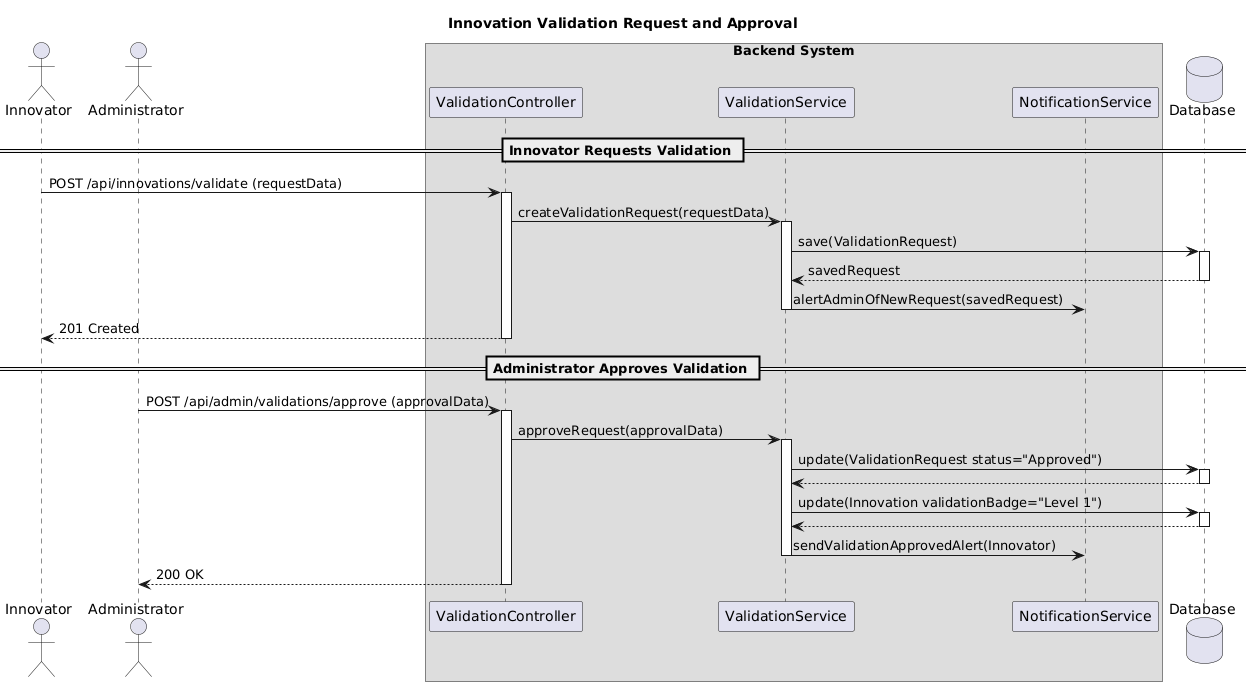 Innovation Validation Request and Approval
Backend System
Innovator
Administrator
ValidationController
ValidationService
NotificationService
Database
Innovator Requests Validation
POST /api/innovations/validate (requestData)
createValidationRequest(requestData)
save(ValidationRequest)
savedRequest
alertAdminOfNewRequest(savedRequest)
201 Created
Administrator Approves Validation
POST /api/admin/validations/approve (approvalData)
approveRequest(approvalData)
update(ValidationRequest status="Approved")
update(Innovation validationBadge="Level 1")
sendValidationApprovedAlert(Innovator)
200 OK
Innovator
Administrator
ValidationController
ValidationService
NotificationService
Database